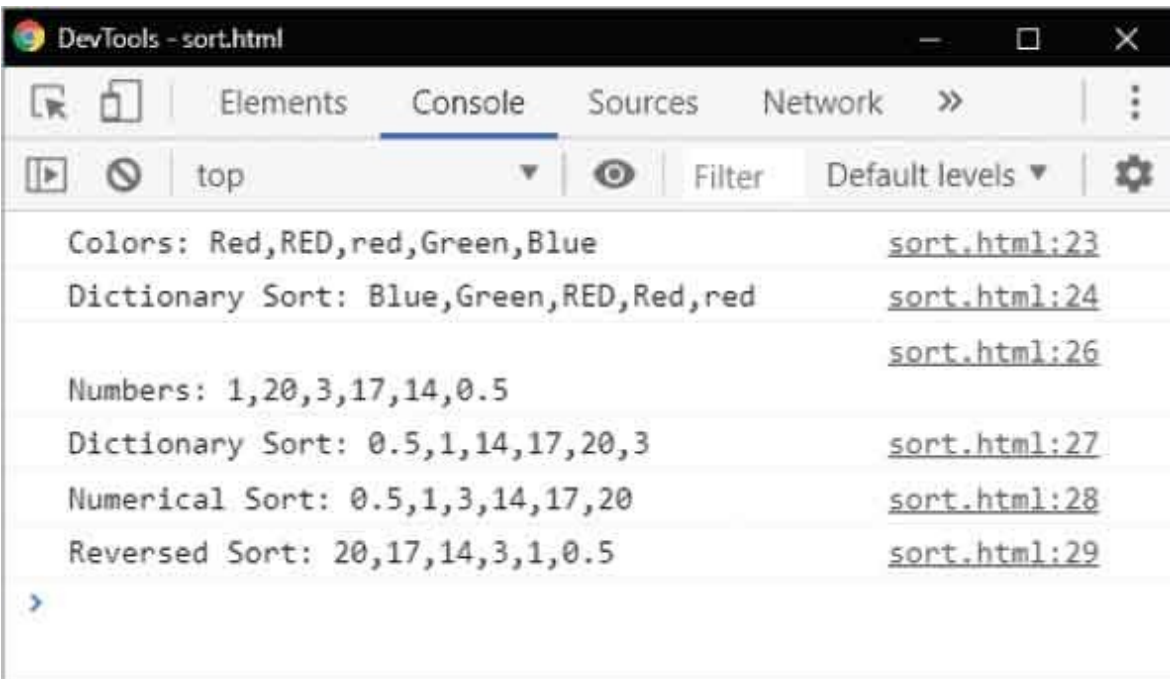 DevTools - sort.html
Elements Console Sources Network »
top Filter Default levels
Colors: Red,RED,red,Green,Blue sort.html:23
Dictionary Sort: Blue,Green,RED,Red,red sort.html:24
sort.html:26
Numbers: 1,20,3,17,14,0.5
Dictionary Sort: 0.5,1,14,17,20,3 sort.html:27
Numerical Sort: 0.5,1,3,14,17,20 sort.html:28
Reversed Sort: 20,17,14,3,1,0.5 sort.html:29